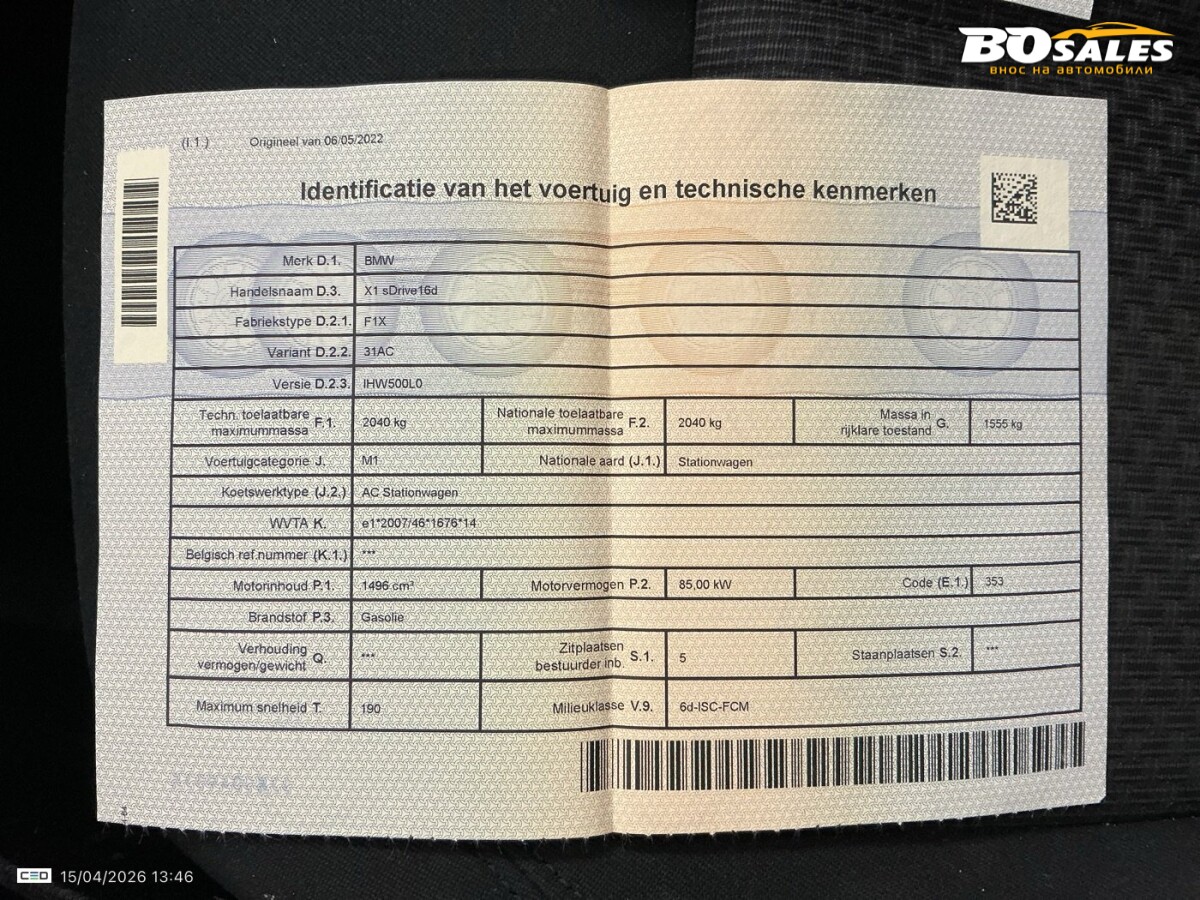 BOSALES
внос на автомобили
(I.1.) Origineel van 06/05/2022
Identificatie van het voertuig en technische kenmerken
Merk D.1. BMW
Handelsnaam D.3. X1 sDrive16d
Fabriekstype D.2.1. F1X
Variant D.2.2. 31AC
Versie D.2.3. IHW500L0
Techn. toelaatbare
maximummassa F.1. 2040 kg
Nationale toelaatbare
maximummassa F.2. 2040 kg
Massa in
rijklare toestand G. 1555 kg
Voertuigcategorie J. M1 Nationale aard (J.1.) Stationwagen
Koetswerktype (J.2.) AC Stationwagen
WVTA K. e1*2007/46*1676*14
Belgisch ref.nummer (K.1.) ***
Motorinhoud P.1. 1496 cm³ Motorvermogen P.2. 85,00 kW Code (E.1.) 353
Brandstof P.3. Gasolie
Verhouding
vermogen/gewicht Q. ***
Zitplaatsen
bestuurder inb. S.1. 5
Staanplaatsen S.2. ***
Maximum snelheid T. 190 Milieuklasse V.9. 6d-ISC-FCM
CEO 15/04/2026 13:46